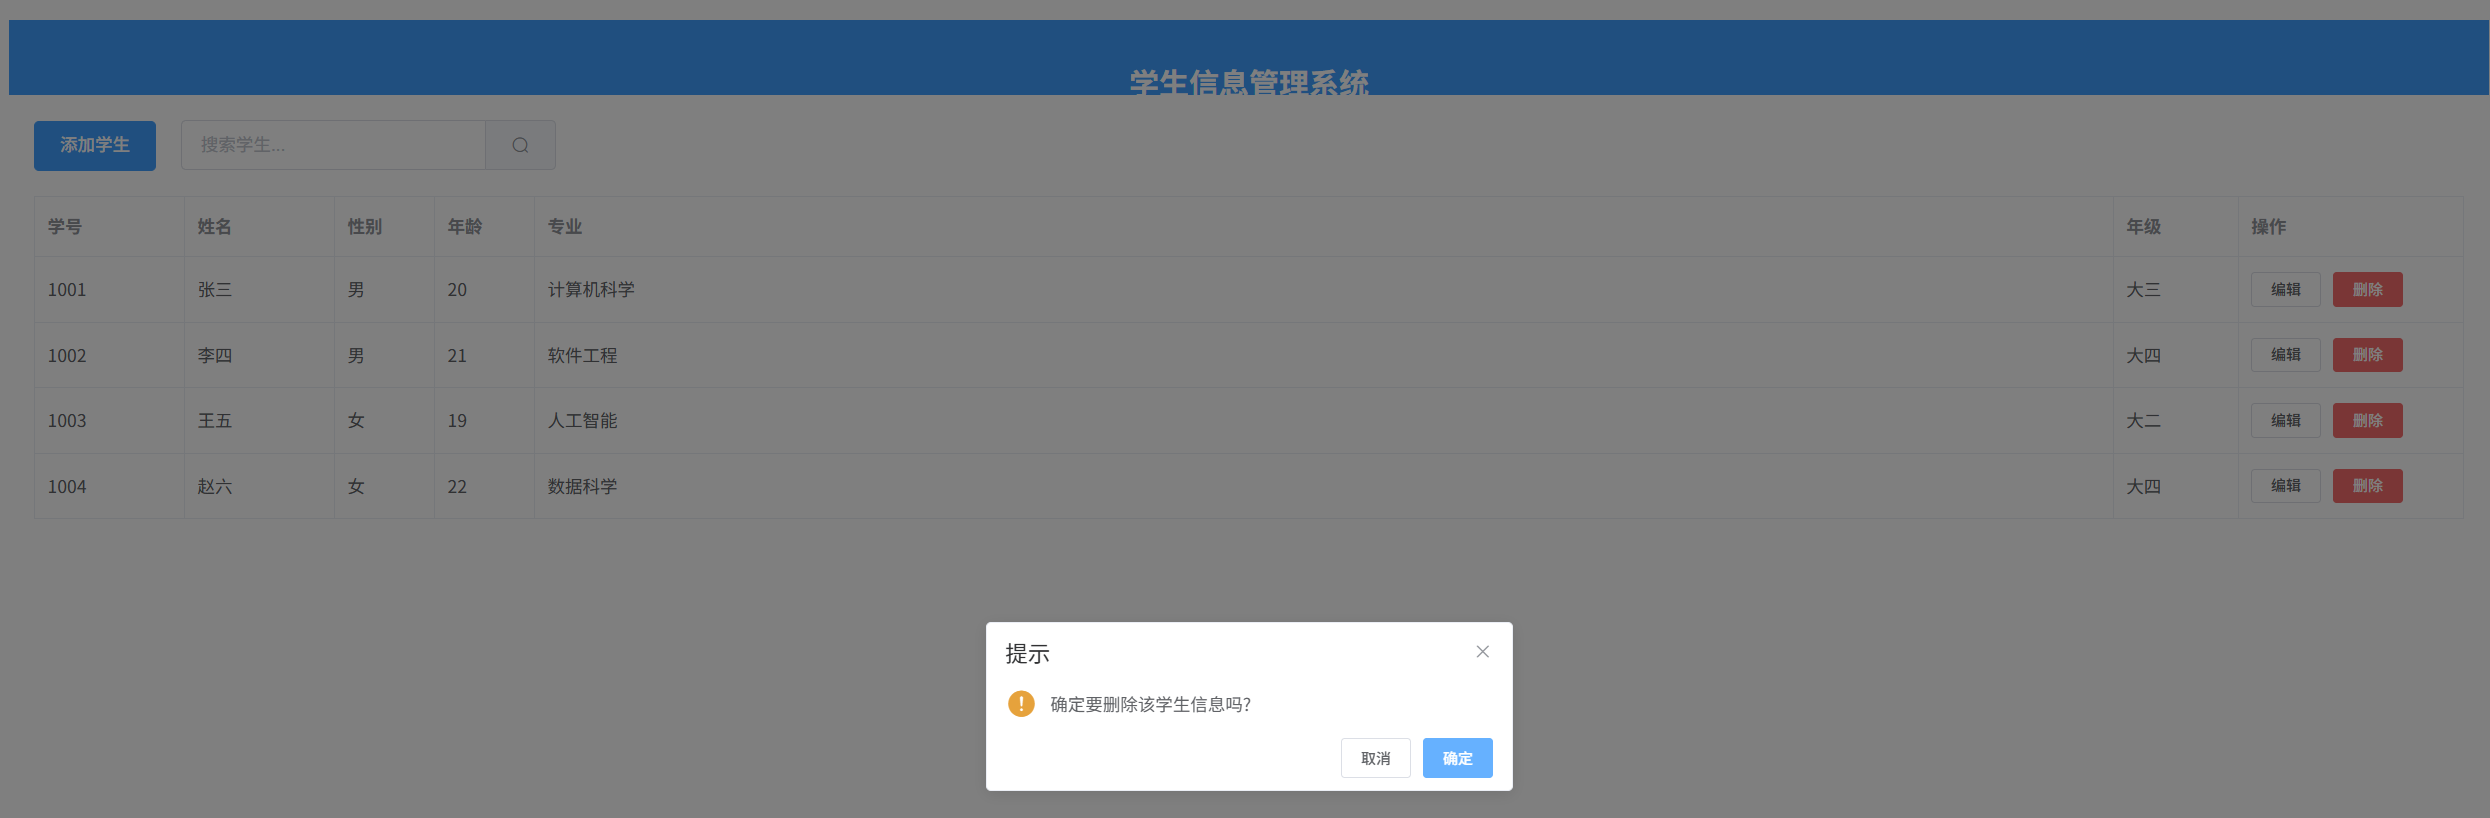 学生信息管理系统
添加学生 搜索学生...
学号 姓名 性别 年龄 专业 年级 操作
1001 张三 男 20 计算机科学 大三 编辑 删除
1002 李四 男 21 软件工程 大四 编辑 删除
1003 王五 女 19 人工智能 大二 编辑 删除
1004 赵六 女 22 数据科学 大四 编辑 删除
提示
确定要删除该学生信息吗?
取消 确定